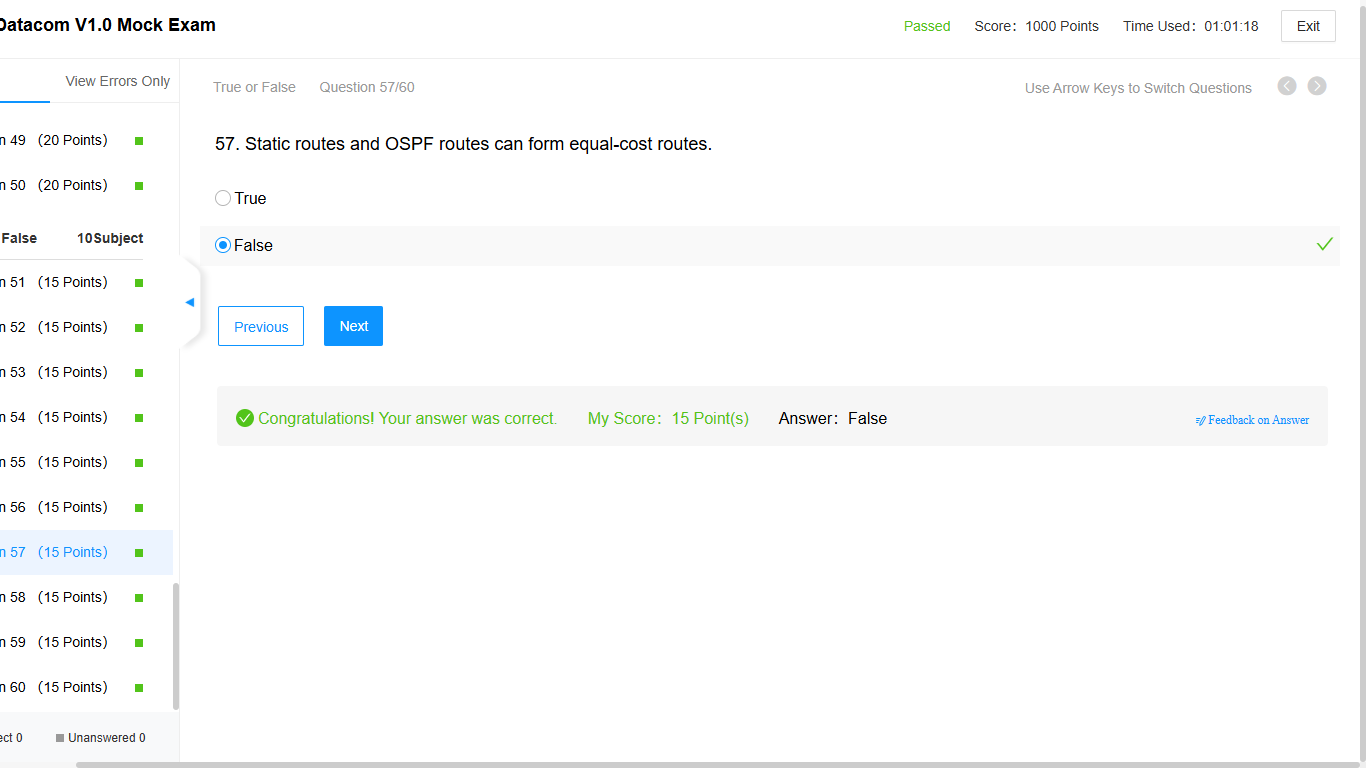 Datacom V1.0 Mock Exam
Passed Score：1000 Points Time Used：01:01:18 Exit
View Errors Only
True or False Question 57/60 Use Arrow Keys to Switch Questions
n 49 (20 Points)
n 50 (20 Points)
False 10Subject
n 51 (15 Points)
n 52 (15 Points)
n 53 (15 Points)
n 54 (15 Points)
n 55 (15 Points)
n 56 (15 Points)
n 57 (15 Points)
n 58 (15 Points)
n 59 (15 Points)
n 60 (15 Points)
ect 0 Unanswered 0
57. Static routes and OSPF routes can form equal-cost routes.
True
False
Previous Next
Congratulations! Your answer was correct. My Score：15 Point(s) Answer：False Feedback on Answer